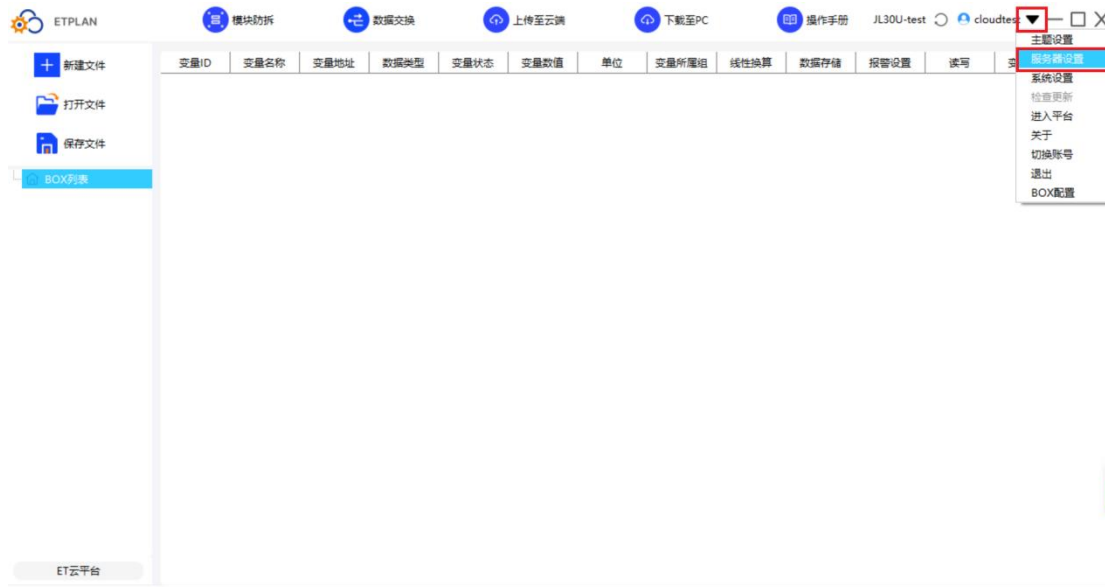 ETPLAN
模块防拆
数据交换
上传至云端
下载至PC
操作手册
JL30U-test
cloudtes
新建文件
打开文件
保存文件
BOX列表
变量ID 变量名称 变量地址 数据类型 变量状态 变量数值 单位 变量所属组 线性换算 数据存储 报警设置 读写
主题设置
服务器设置
系统设置
检查更新
进入平台
关于
切换账号
退出
BOX配置
ET云平台